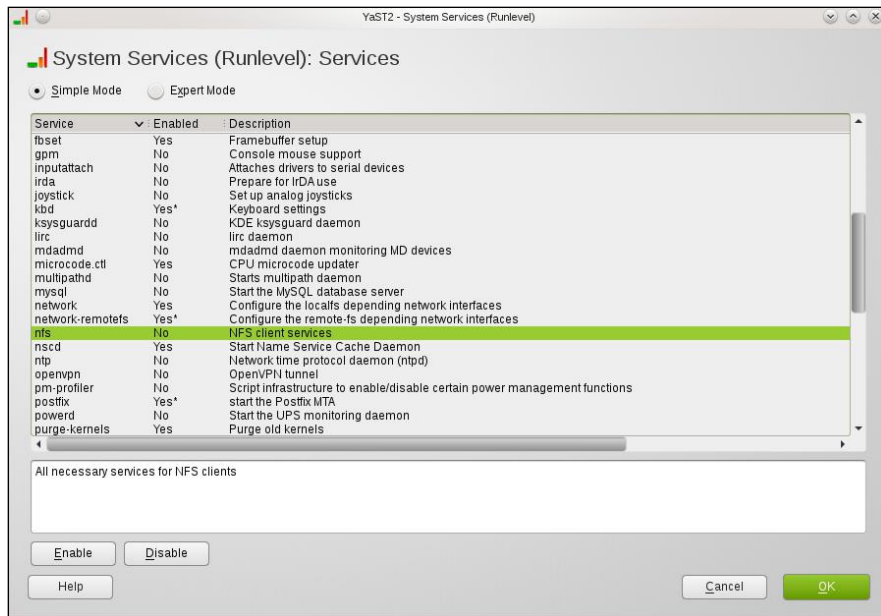 YaST2 - System Services (Runlevel)
System Services (Runlevel): Services
Simple Mode Expert Mode
Service Enabled Description
fbset Yes Framebuffer setup
gpm No Console mouse support
inputattach No Attaches drivers to serial devices
irda No Prepare for IrDA use
joystick No Set up analog joysticks
kbd Yes* Keyboard settings
ksysguardd No KDE ksysguard daemon
lirc No lirc daemon
mdadmd No mdadmd daemon monitoring MD devices
microcode.ctl Yes CPU microcode updater
multipathd No Starts multipath daemon
mysql No Start the MySQL database server
network Yes Configure the localfs depending network interfaces
network-remotefs Yes* Configure the remote-fs depending network interfaces
nfs No NFS client services
nscd Yes Start Name Service Cache Daemon
ntp No Network time protocol daemon (ntpd)
openvpn No OpenVPN tunnel
pm-profiler No Script infrastructure to enable/disable certain power management functions
postfix Yes* start the Postfix MTA
powerd No Start the UPS monitoring daemon
purge-kernels Yes Purge old kernels
All necessary services for NFS clients
Enable Disable
Help Cancel OK